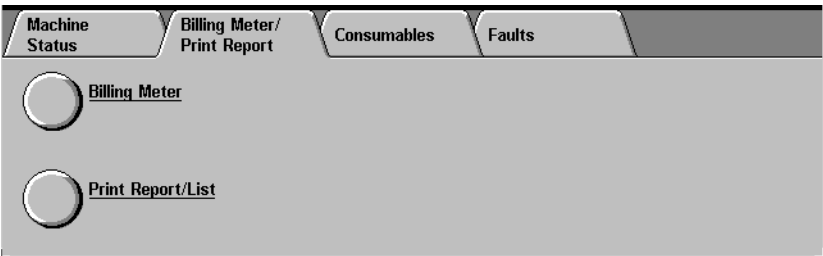 Machine
Status
Billing Meter/
Print Report
Consumables
Faults
Billing Meter
Print Report/List